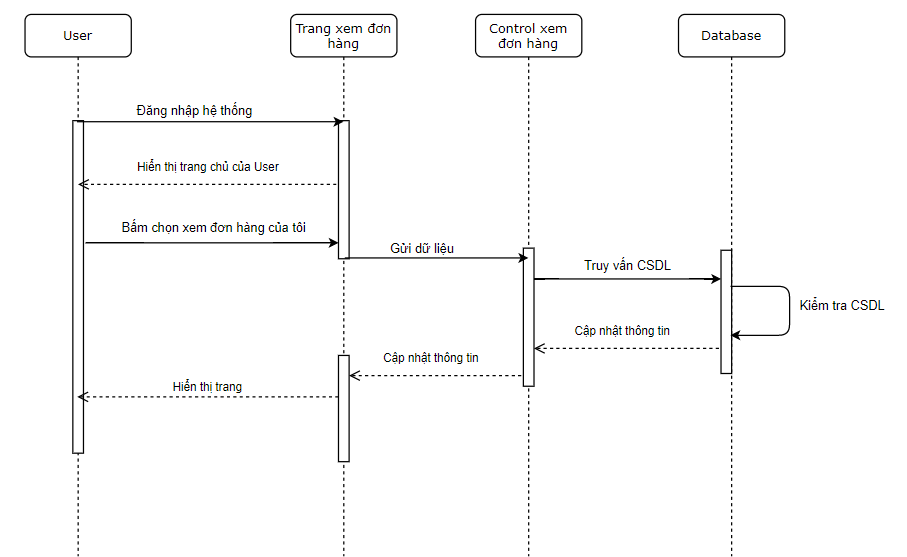 User
Trang xem đơn
hàng
Control xem
đơn hàng
Database
Đăng nhập hệ thống
Hiển thị trang chủ của User
Bấm chọn xem đơn hàng của tôi
Gửi dữ liệu
Truy vấn CSDL
Kiểm tra CSDL
Cập nhật thông tin
Cập nhật thông tin
Hiển thị trang